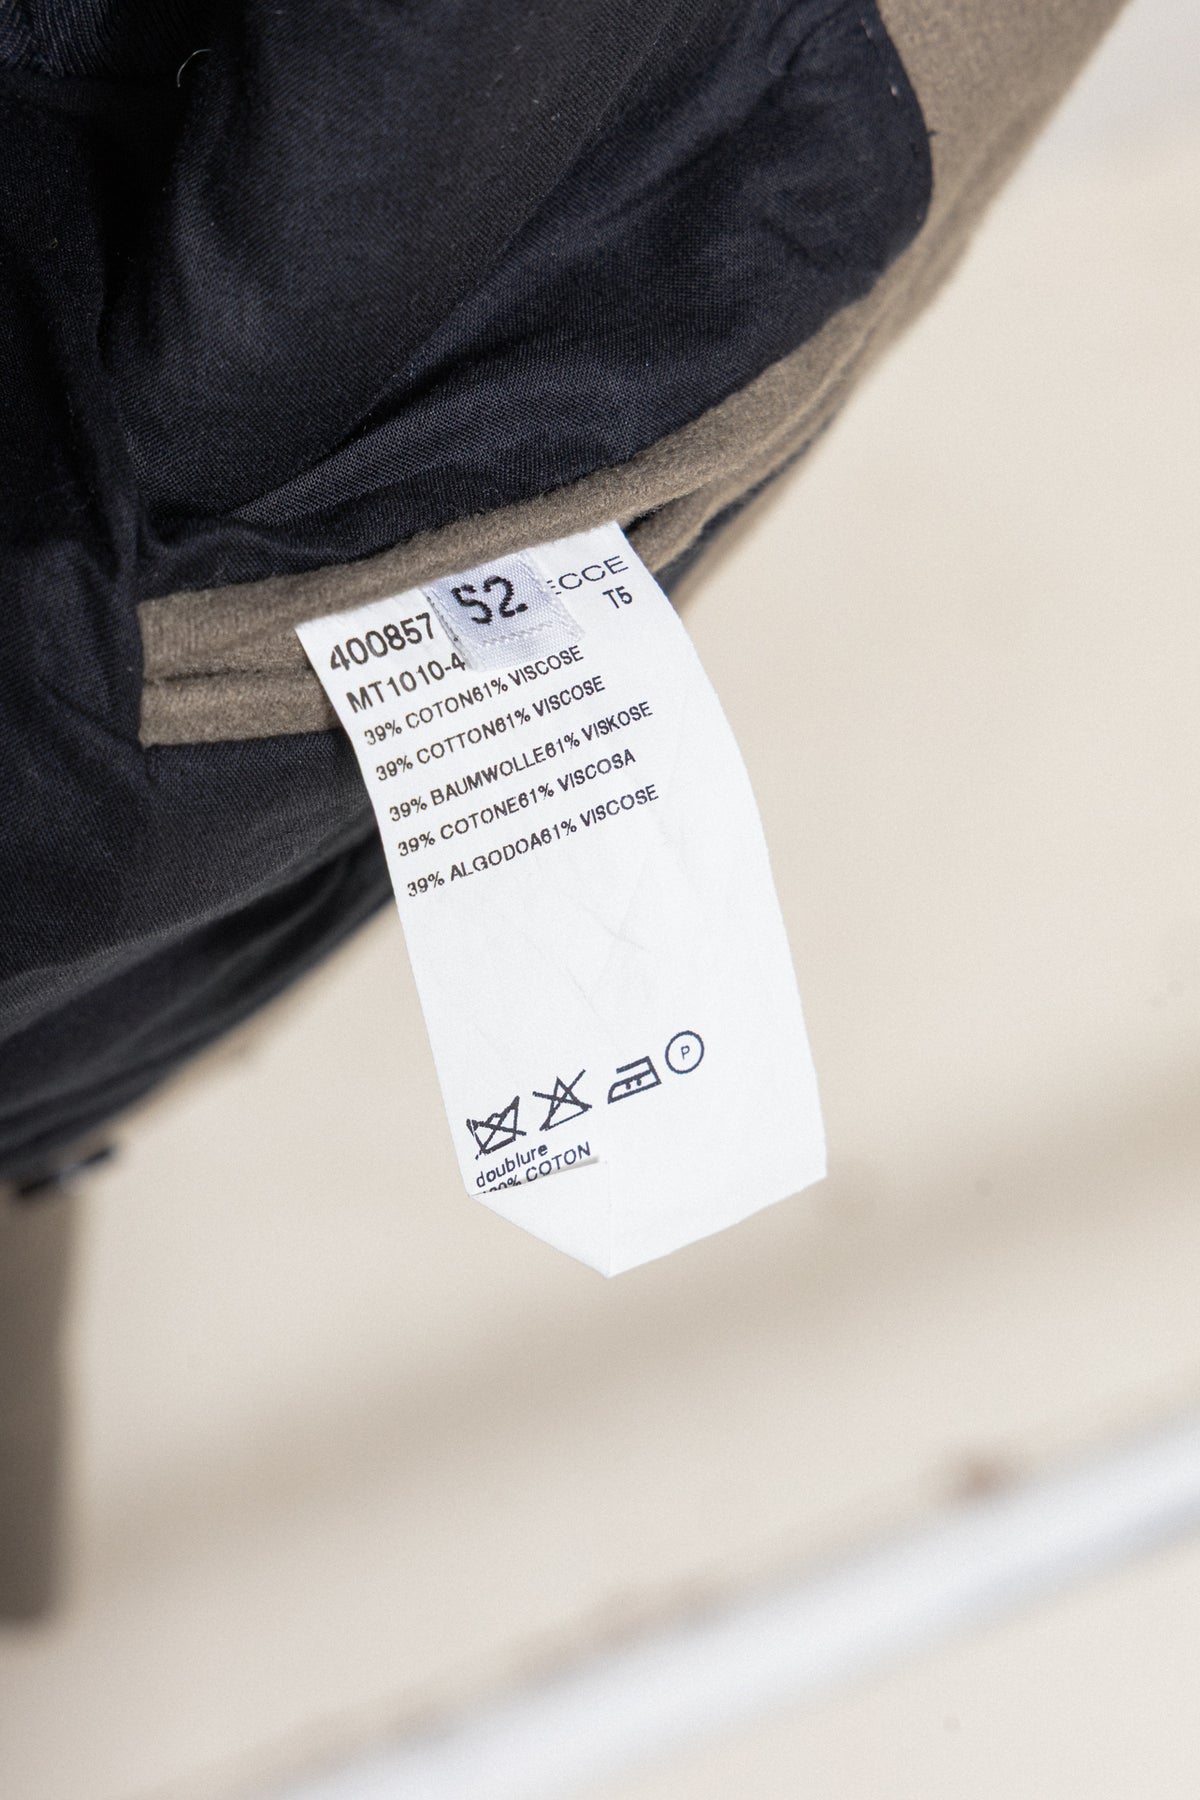 52
ECCE
400857
T5
MT1010-4
39% COTON61% VISCOSE
39% COTTON61% VISCOSE
39% BAUMWOLLE61% VISKOSE
39% COTONE61% VISCOSA
39% ALGODOA61% VISCOSE
P
doublure
COTON